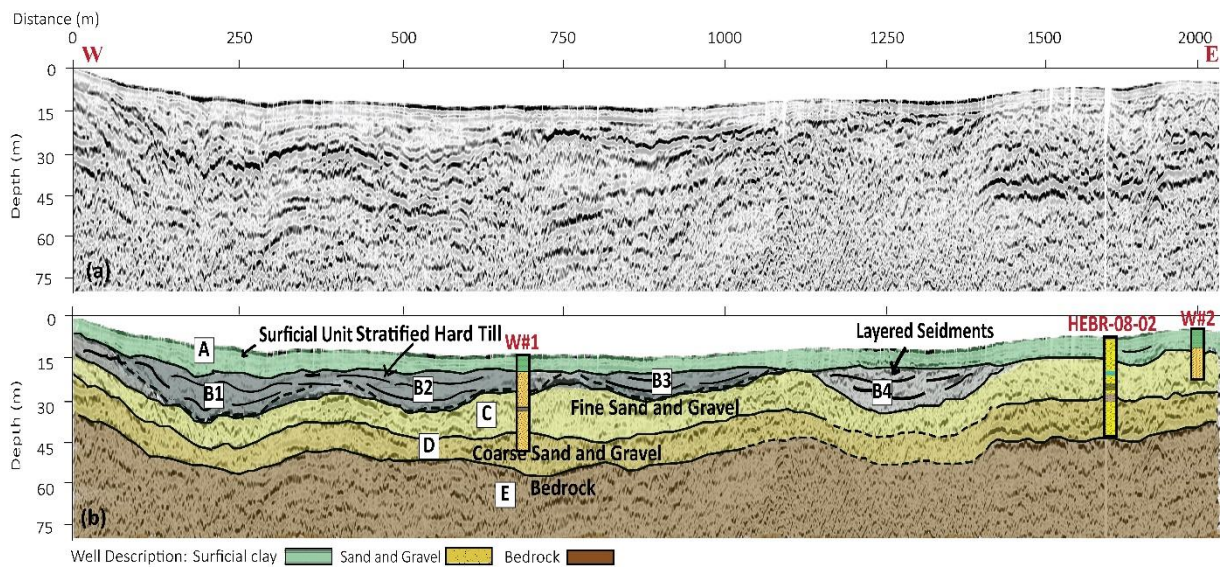 Distance (m)
0 250 500 750 1000 1250 1500 2000
W E
0
15
30
45
60
75
Depth (m)
(a)
0
15
30
45
60
75
Depth (m)
A
Surficial Unit Stratified Hard Till
W#1
Layered Seidments
HEBR-08-02
W#2
B1
B2
B3
B4
C
Fine Sand and Gravel
D
Coarse Sand and Gravel
E
Bedrock
(b)
Well Description: Surficial clay Sand and Gravel Bedrock